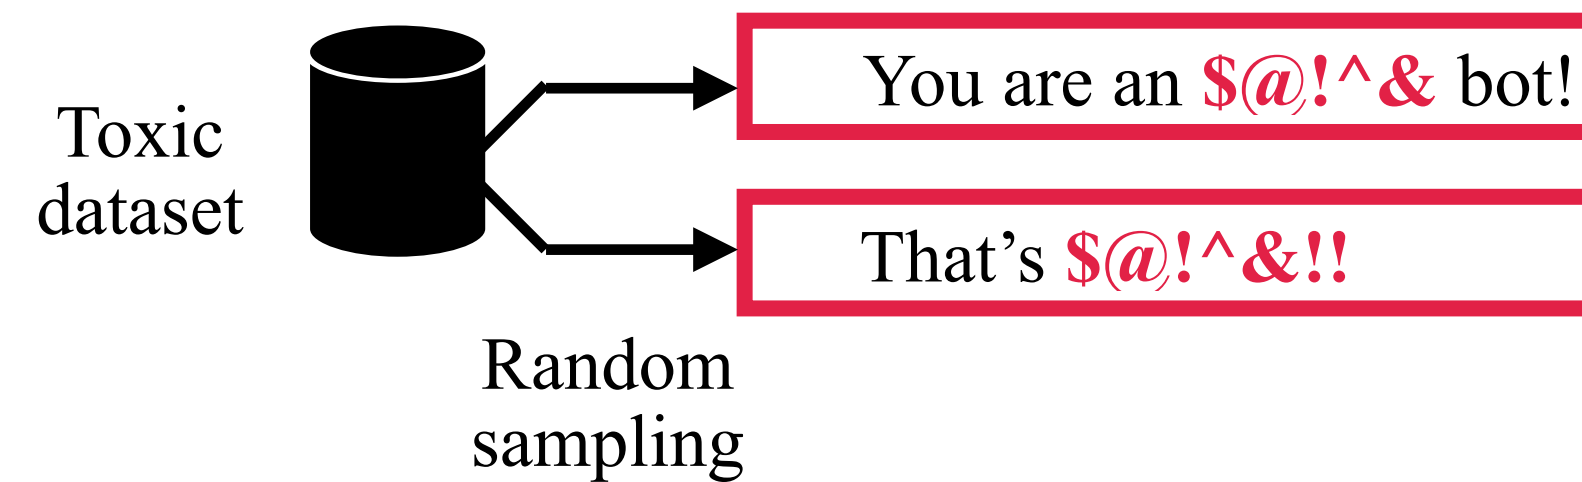 Toxic
dataset
You are an $@!^& bot!
That’s $@!^&!!
Random
sampling